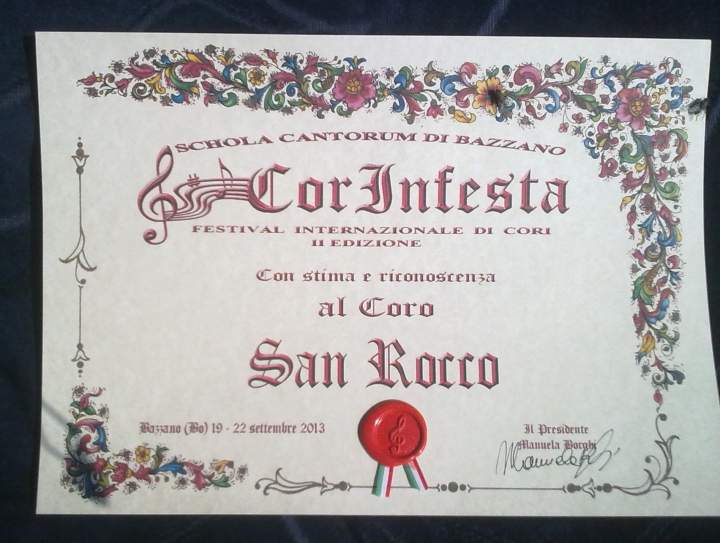 SCHOLA CANTORUM DI BAZZANO
CorInfesta
FESTIVAL INTERNAZIONALE DI CORI
II EDIZIONE
Con stima e riconoscenza
al Coro
San Rocco
Bazzano (Bo) 19 - 22 settembre 2013
Il Presidente
Manuela Borghi